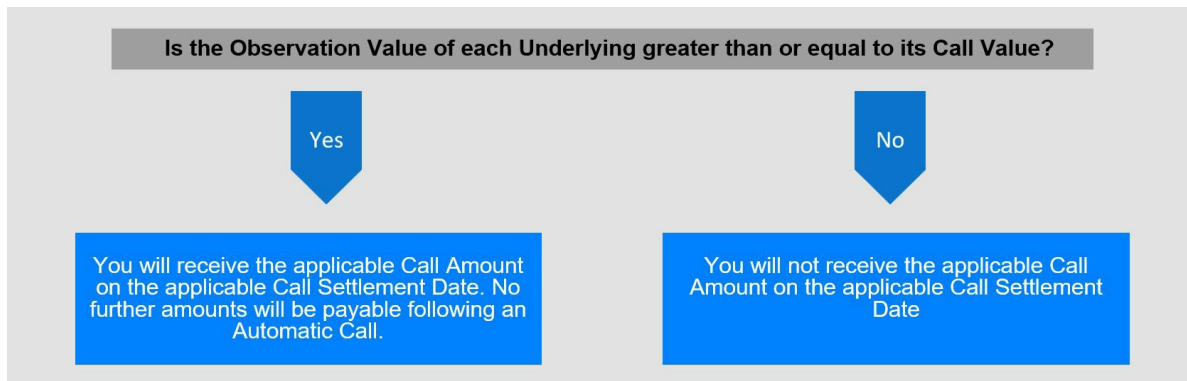 Is the Observation Value of each Underlying greater than or equal to its Call Value?
Yes
No
You will receive the applicable Call Amount
on the applicable Call Settlement Date. No
further amounts will be payable following an
Automatic Call.
You will not receive the applicable Call
Amount on the applicable Call Settlement
Date